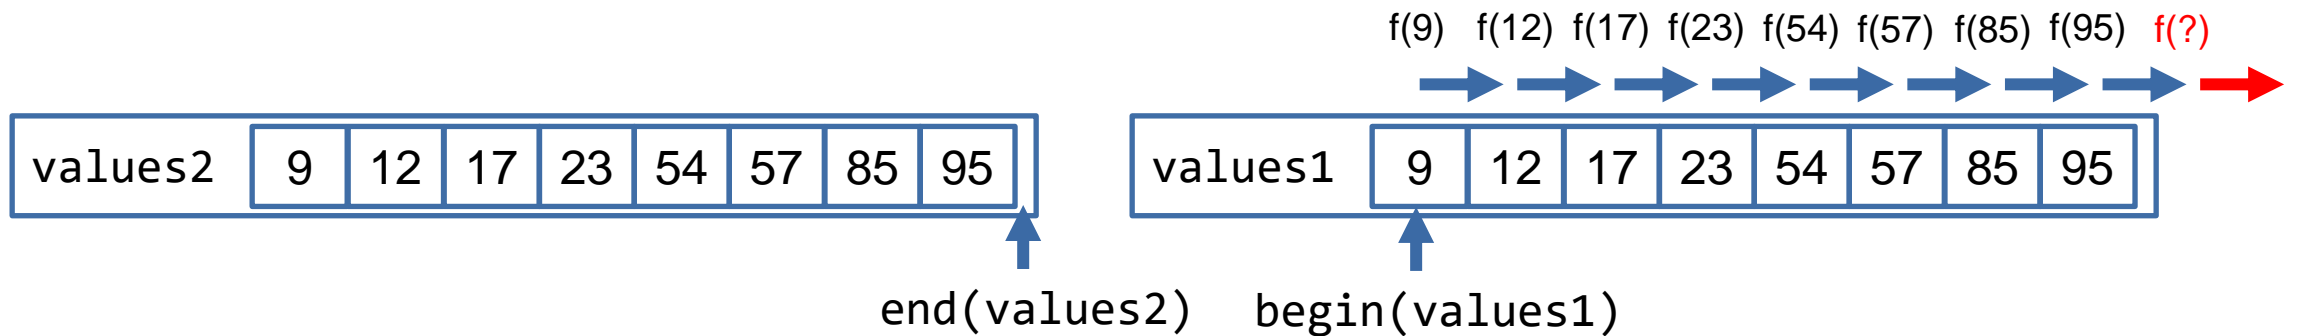 f(9) f(12) f(17) f(23) f(54) f(57) f(85) f(95) f(?)
values2 9 12 17 23 54 57 85 95
values1 9 12 17 23 54 57 85 95
end(values2)
begin(values1)